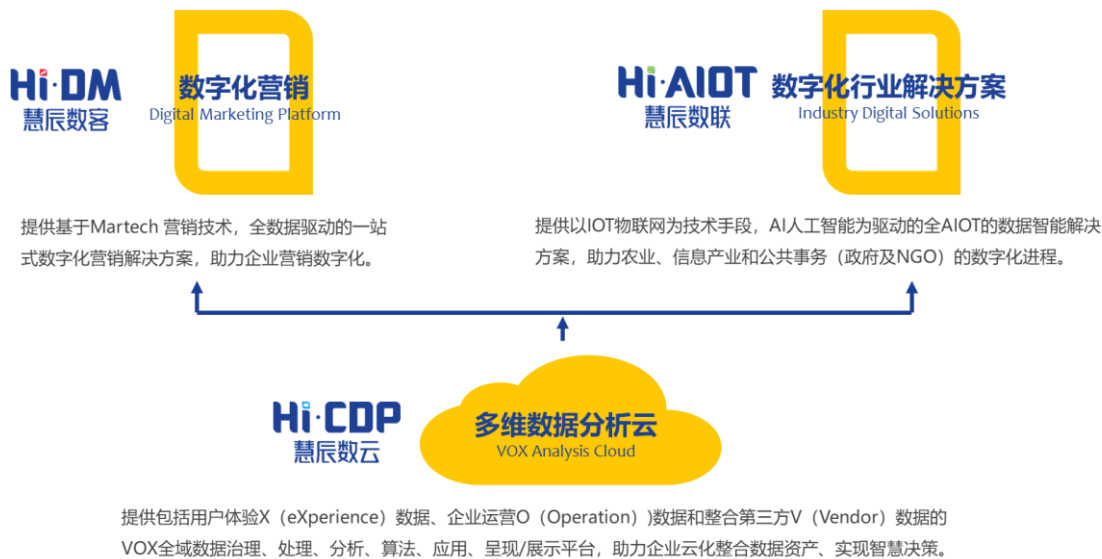 Hi·DM
慧辰数客
数字化营销
Digital Marketing Platform
提供基于Martech 营销技术，全数据驱动的一站
式数字化营销解决方案，助力企业营销数字化。
Hi·AIOT
慧辰数联
数字化行业解决方案
Industry Digital Solutions
提供以IOT物联网为技术手段，AI人工智能为驱动的全AIOT的数据智能解决
方案，助力农业、信息产业和公共事务（政府及NGO）的数字化进程。
Hi·CDP
慧辰数云
多维数据分析云
VOX Analysis Cloud
提供包括用户体验X（eXperience）数据、企业运营O（Operation）)数据和整合第三方V（Vendor）数据的
VOX全域数据治理、处理、分析、算法、应用、呈现/展示平台，助力企业云化整合数据资产、实现智慧决策。